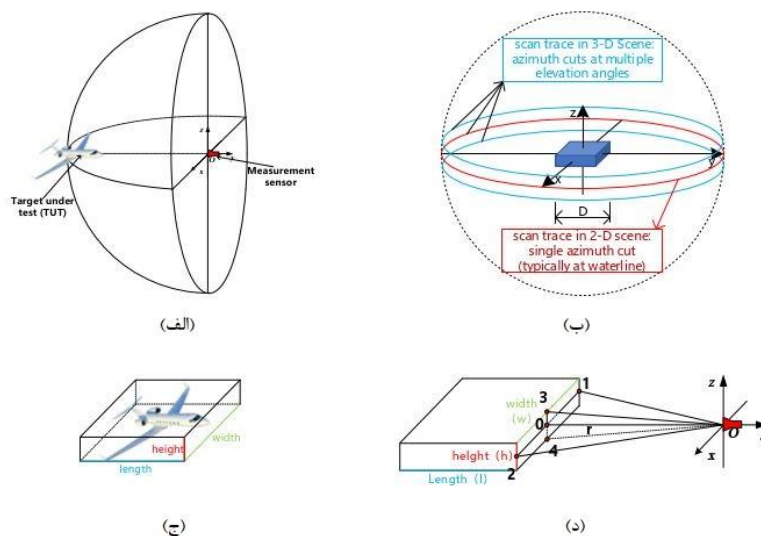 scan trace in 3-D Scene:
azimuth cuts at multiple
elevation angles
z
O
x
Measurement
sensor
Target under
test (TUT)
z
y
x
D
scan trace in 2-D scene:
single azimuth cut
(typically at waterline)
(الف)
(ب)
height
width
length
1
3
width
(w)
0
r
4
2
helght (h)
Length (l)
z
O
x
(ج)
(د)